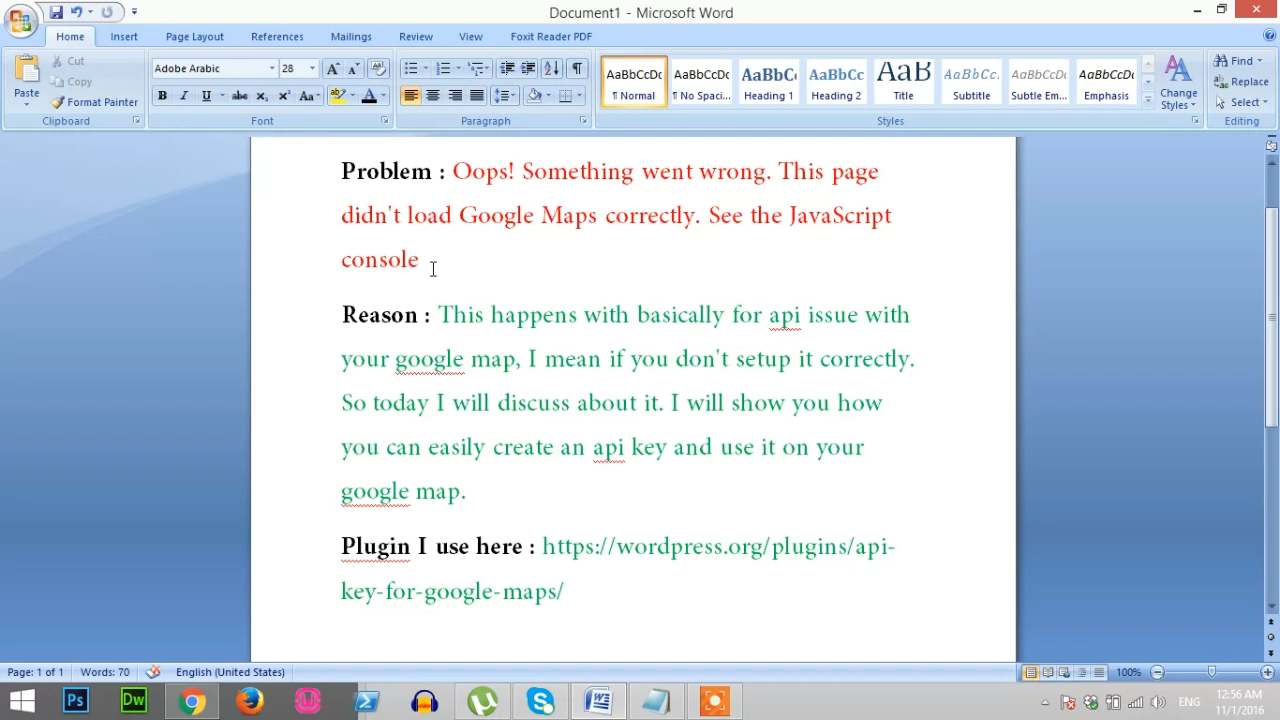 Document1 - Microsoft Word
Home Insert Page Layout References Mailings Review View Foxit Reader PDF
Paste Cut Copy Format Painter Clipboard
Adobe Arabic 28 Font
Paragraph
AaBbCcDc AaBbCcDc AaBbC AaBbCc AaB AaBbCc. AaBbCcDc AaBbCcDc
¶ Normal ¶ No Spaci... Heading 1 Heading 2 Title Subtitle Subtle Em... Emphasis
Change Styles Styles
Find Replace Select Editing
Problem : Oops! Something went wrong. This page
didn't load Google Maps correctly. See the JavaScript
console
Reason : This happens with basically for api issue with
your google map, I mean if you don't setup it correctly.
So today I will discuss about it. I will show you how
you can easily create an api key and use it on your
google map.
Plugin I use here : https://wordpress.org/plugins/api-
key-for-google-maps/
Page: 1 of 1 Words: 70 English (United States) 100%
Ps Dw ENG 12:56 AM
11/1/2016